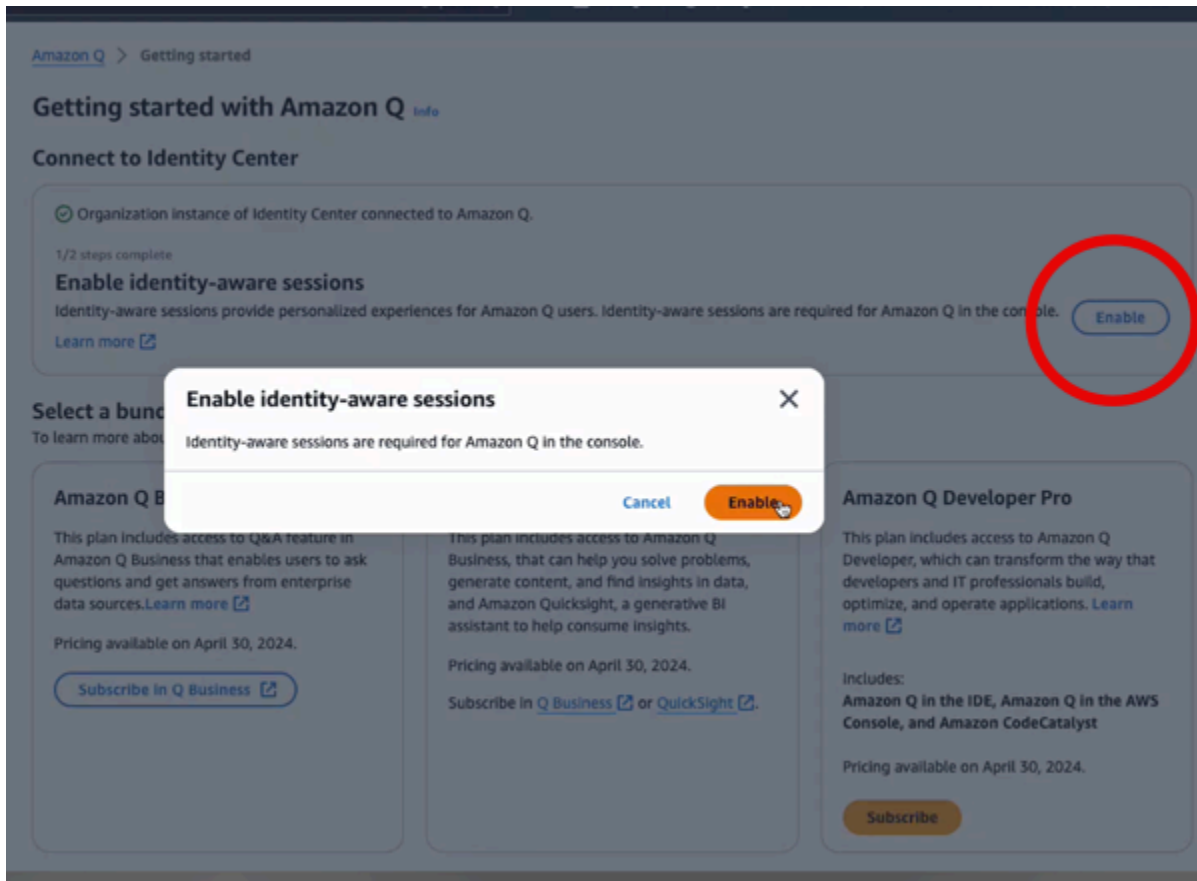 Amazon Q > Getting started
Getting started with Amazon Q Info
Connect to Identity Center
Organization instance of Identity Center connected to Amazon Q.
1/2 steps complete
Enable identity-aware sessions
Identity-aware sessions provide personalized experiences for Amazon Q users. Identity-aware sessions are required for Amazon Q in the console.
Enable
Learn more
Select a bund
To learn more abou
Enable identity-aware sessions
Identity-aware sessions are required for Amazon Q in the console.
Cancel
Enable
Amazon Q B
This plan includes access to Q&A feature in
Amazon Q Business that enables users to ask
questions and get answers from enterprise
data sources.Learn more
Pricing available on April 30, 2024.
Subscribe in Q Business
This plan includes access to Amazon Q
Business, that can help you solve problems,
generate content, and find insights in data,
and Amazon Quicksight, a generative BI
assistant to help consume insights.
Pricing available on April 30, 2024.
Subscribe in Q Business or QuickSight.
Amazon Q Developer Pro
This plan includes access to Amazon Q
Developer, which can transform the way that
developers and IT professionals build,
optimize, and operate applications. Learn
more
Includes:
Amazon Q in the IDE, Amazon Q in the AWS
Console, and Amazon CodeCatalyst
Pricing available on April 30, 2024.
Subscribe